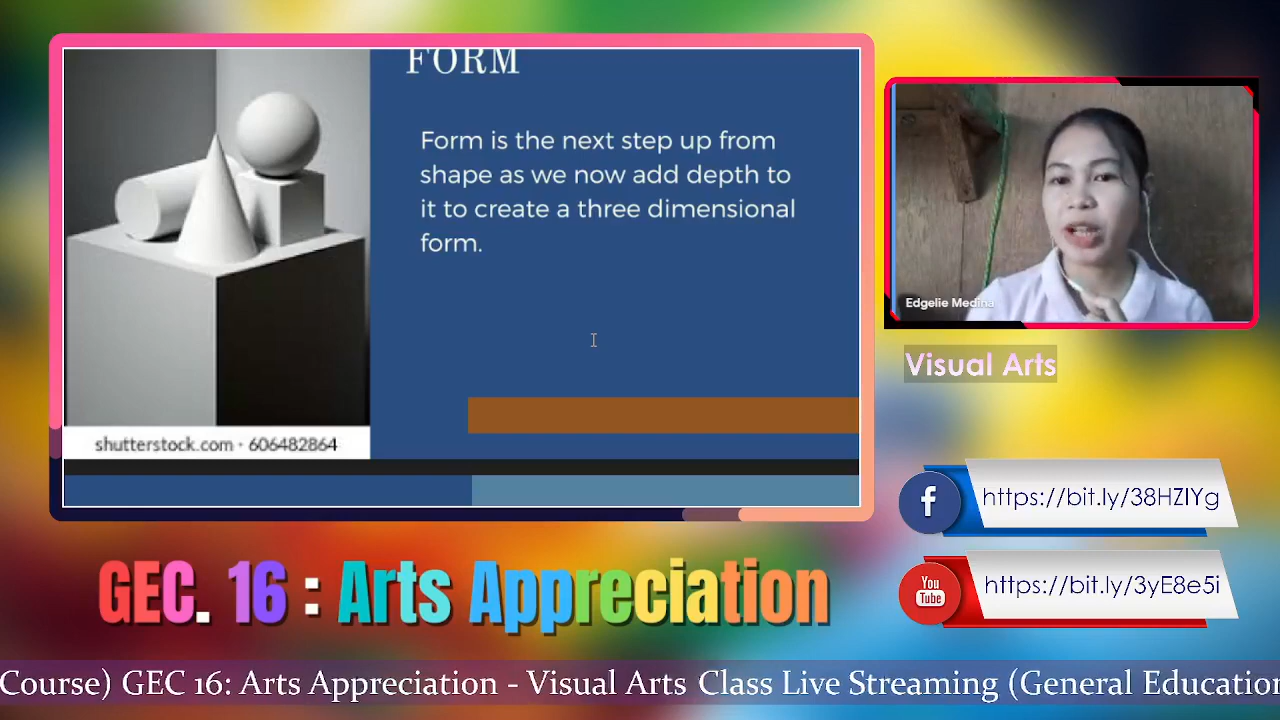 FORM
Form is the next step up from
shape as we now add depth to
it to create a three dimensional
form.
shutterstock.com · 606482864
Edgelie Medina
Visual Arts
f
https://bit.ly/38HZIYg
You
Tube
https://bit.ly/3yE8e5i
GEC. 16 : Arts Appreciation
Course) GEC 16: Arts Appreciation - Visual Arts Class Live Streaming (General Education